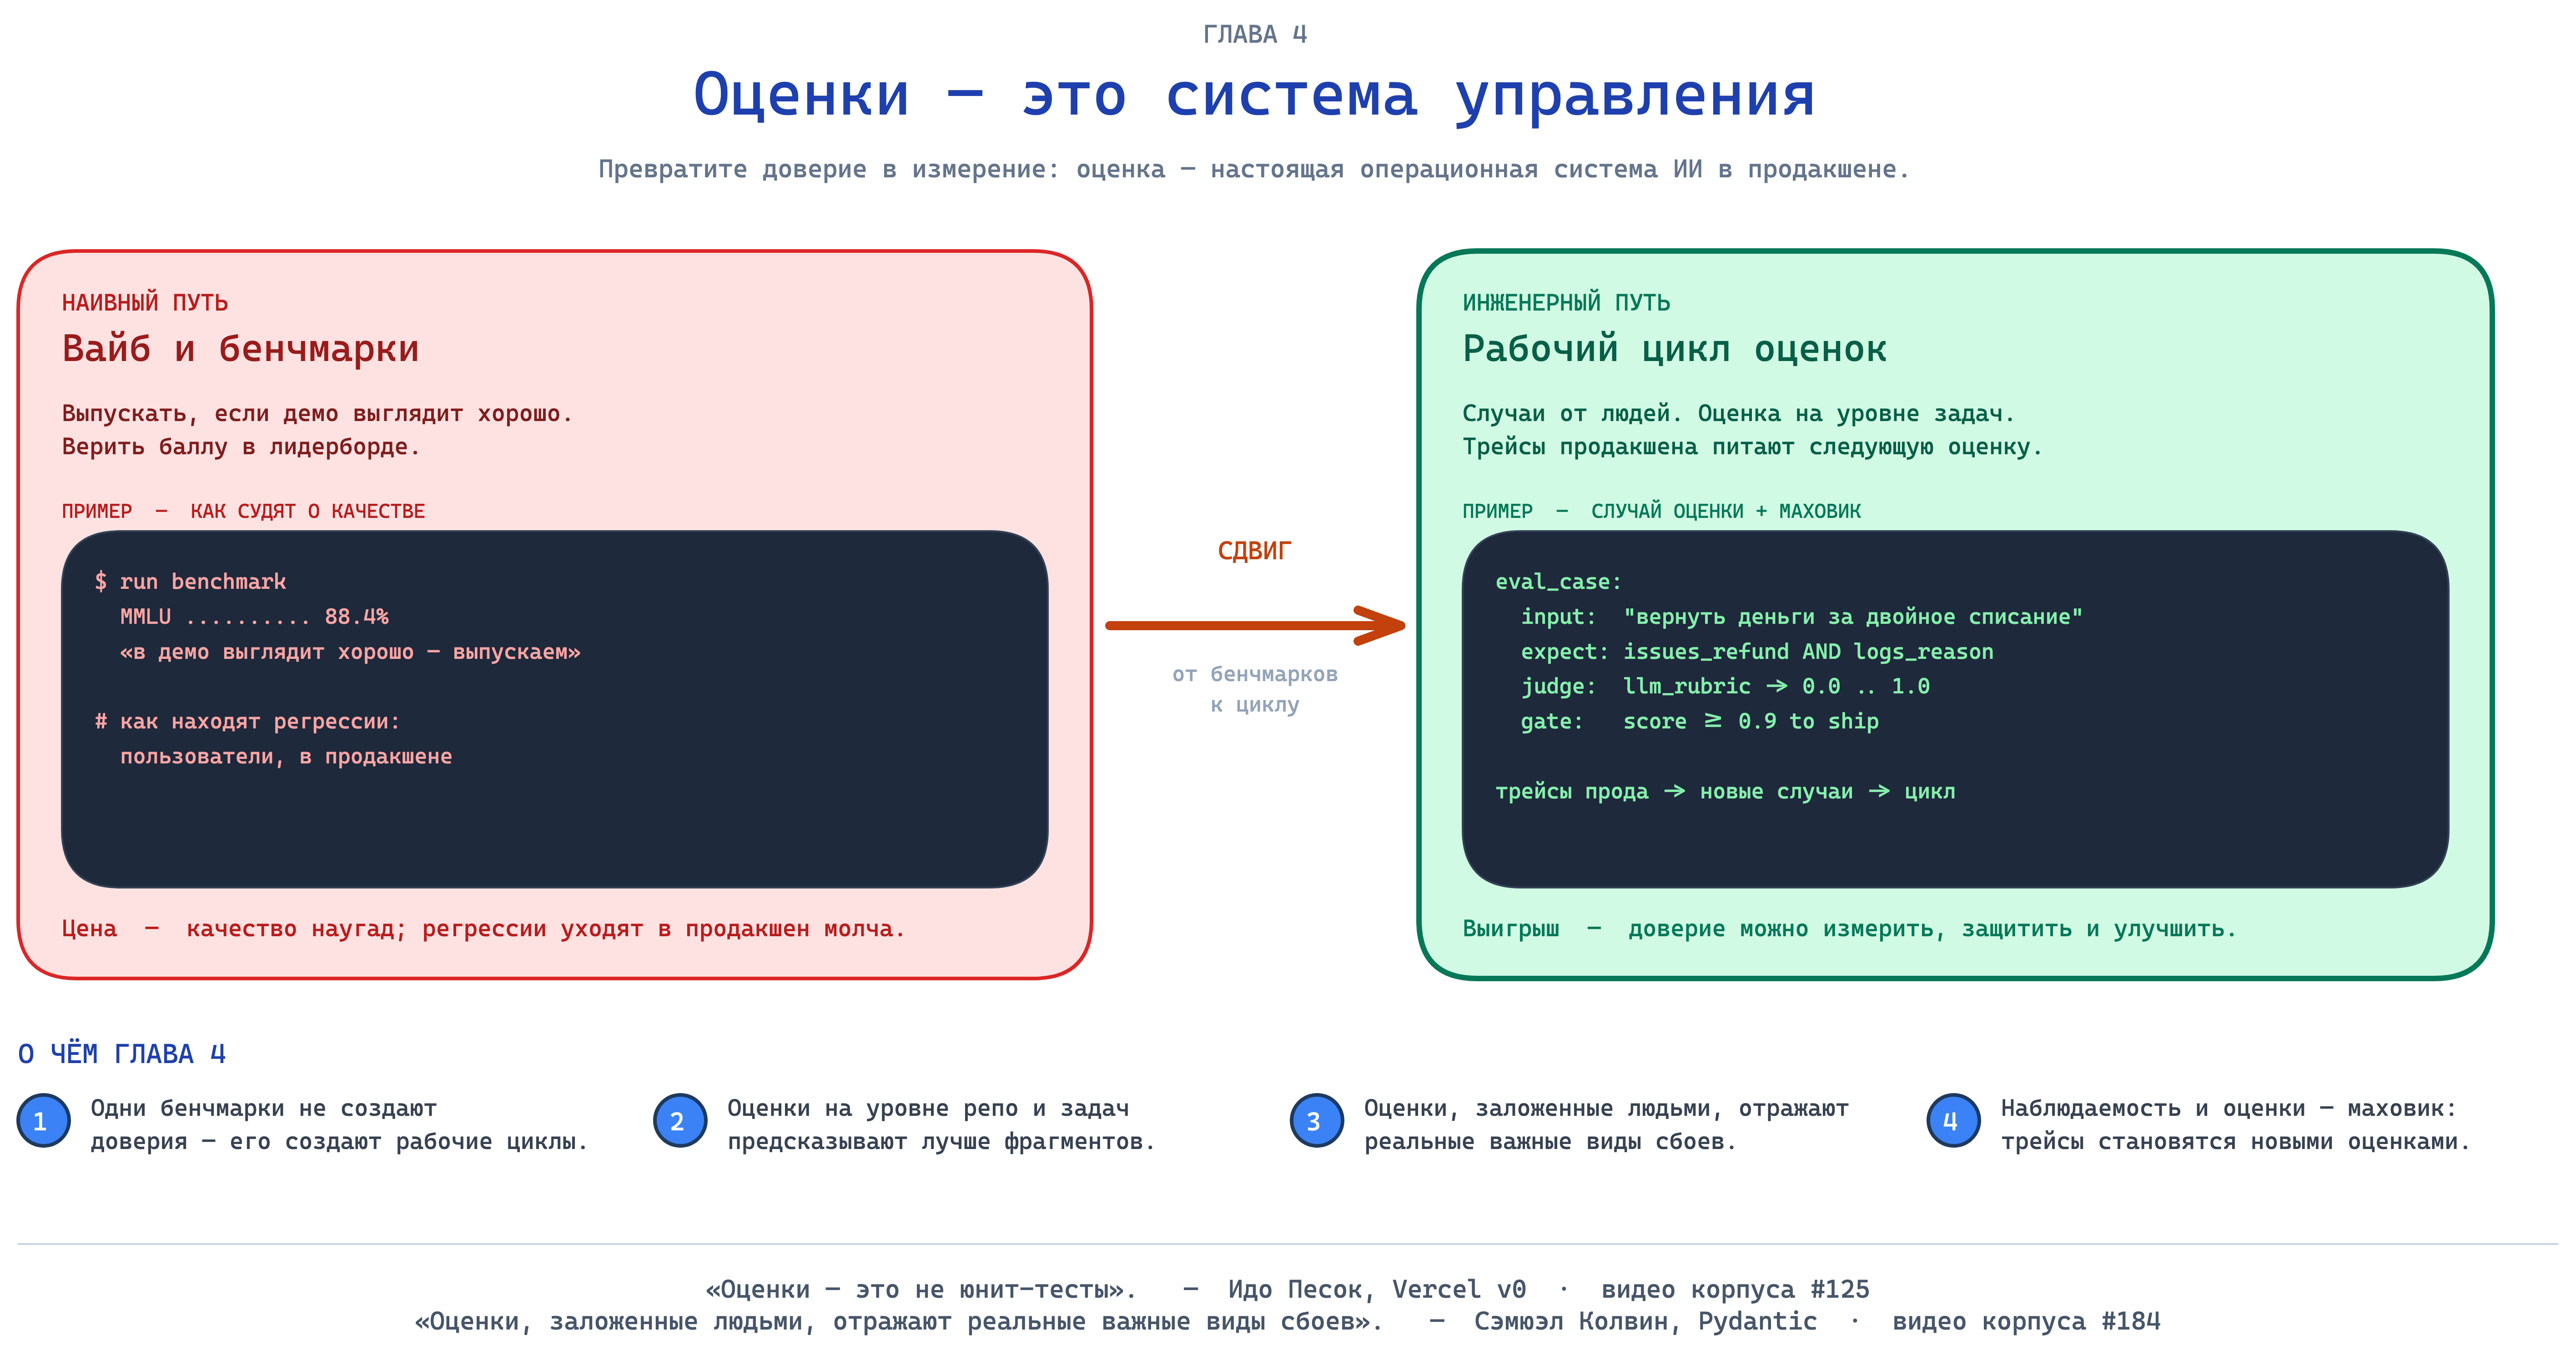 ГЛАВА 4
Оценки — это система управления
Превратите доверие в измерение: оценка — настоящая операционная система ИИ в продакшене.
НАИВНЫЙ ПУТЬ
Вайб и бенчмарки
Выпускать, если демо выглядит хорошо.
Верить баллу в лидерборде.
ПРИМЕР — КАК СУДЯТ О КАЧЕСТВЕ
$ run benchmark
MMLU .......... 88.4%
«в демо выглядит хорошо — выпускаем»
# как находят регрессии:
пользователи, в продакшене
Цена — качество наугад; регрессии уходят в продакшен молча.
СДВИГ
от бенчмарков
к циклу
ИНЖЕНЕРНЫЙ ПУТЬ
Рабочий цикл оценок
Случаи от людей. Оценка на уровне задач.
Трейсы продакшена питают следующую оценку.
ПРИМЕР — СЛУЧАЙ ОЦЕНКИ + МАХОВИК
eval_case:
input: "вернуть деньги за двойное списание"
expect: issues_refund AND logs_reason
judge: llm_rubric → 0.0 .. 1.0
gate: score ≥ 0.9 to ship
трейсы прода → новые случаи → цикл
Выигрыш — доверие можно измерить, защитить и улучшить.
О ЧЁМ ГЛАВА 4
1 Одни бенчмарки не создают
доверия — его создают рабочие циклы.
2 Оценки на уровне репо и задач
предсказывают лучше фрагментов.
3 Оценки, заложенные людьми, отражают
реальные важные виды сбоев.
4 Наблюдаемость и оценки — маховик:
трейсы становятся новыми оценками.
«Оценки — это не юнит-тесты». — Идо Песок, Vercel v0 · видео корпуса #125
«Оценки, заложенные людьми, отражают реальные важные виды сбоев». — Сэмюэл Колвин, Pydantic · видео корпуса #184